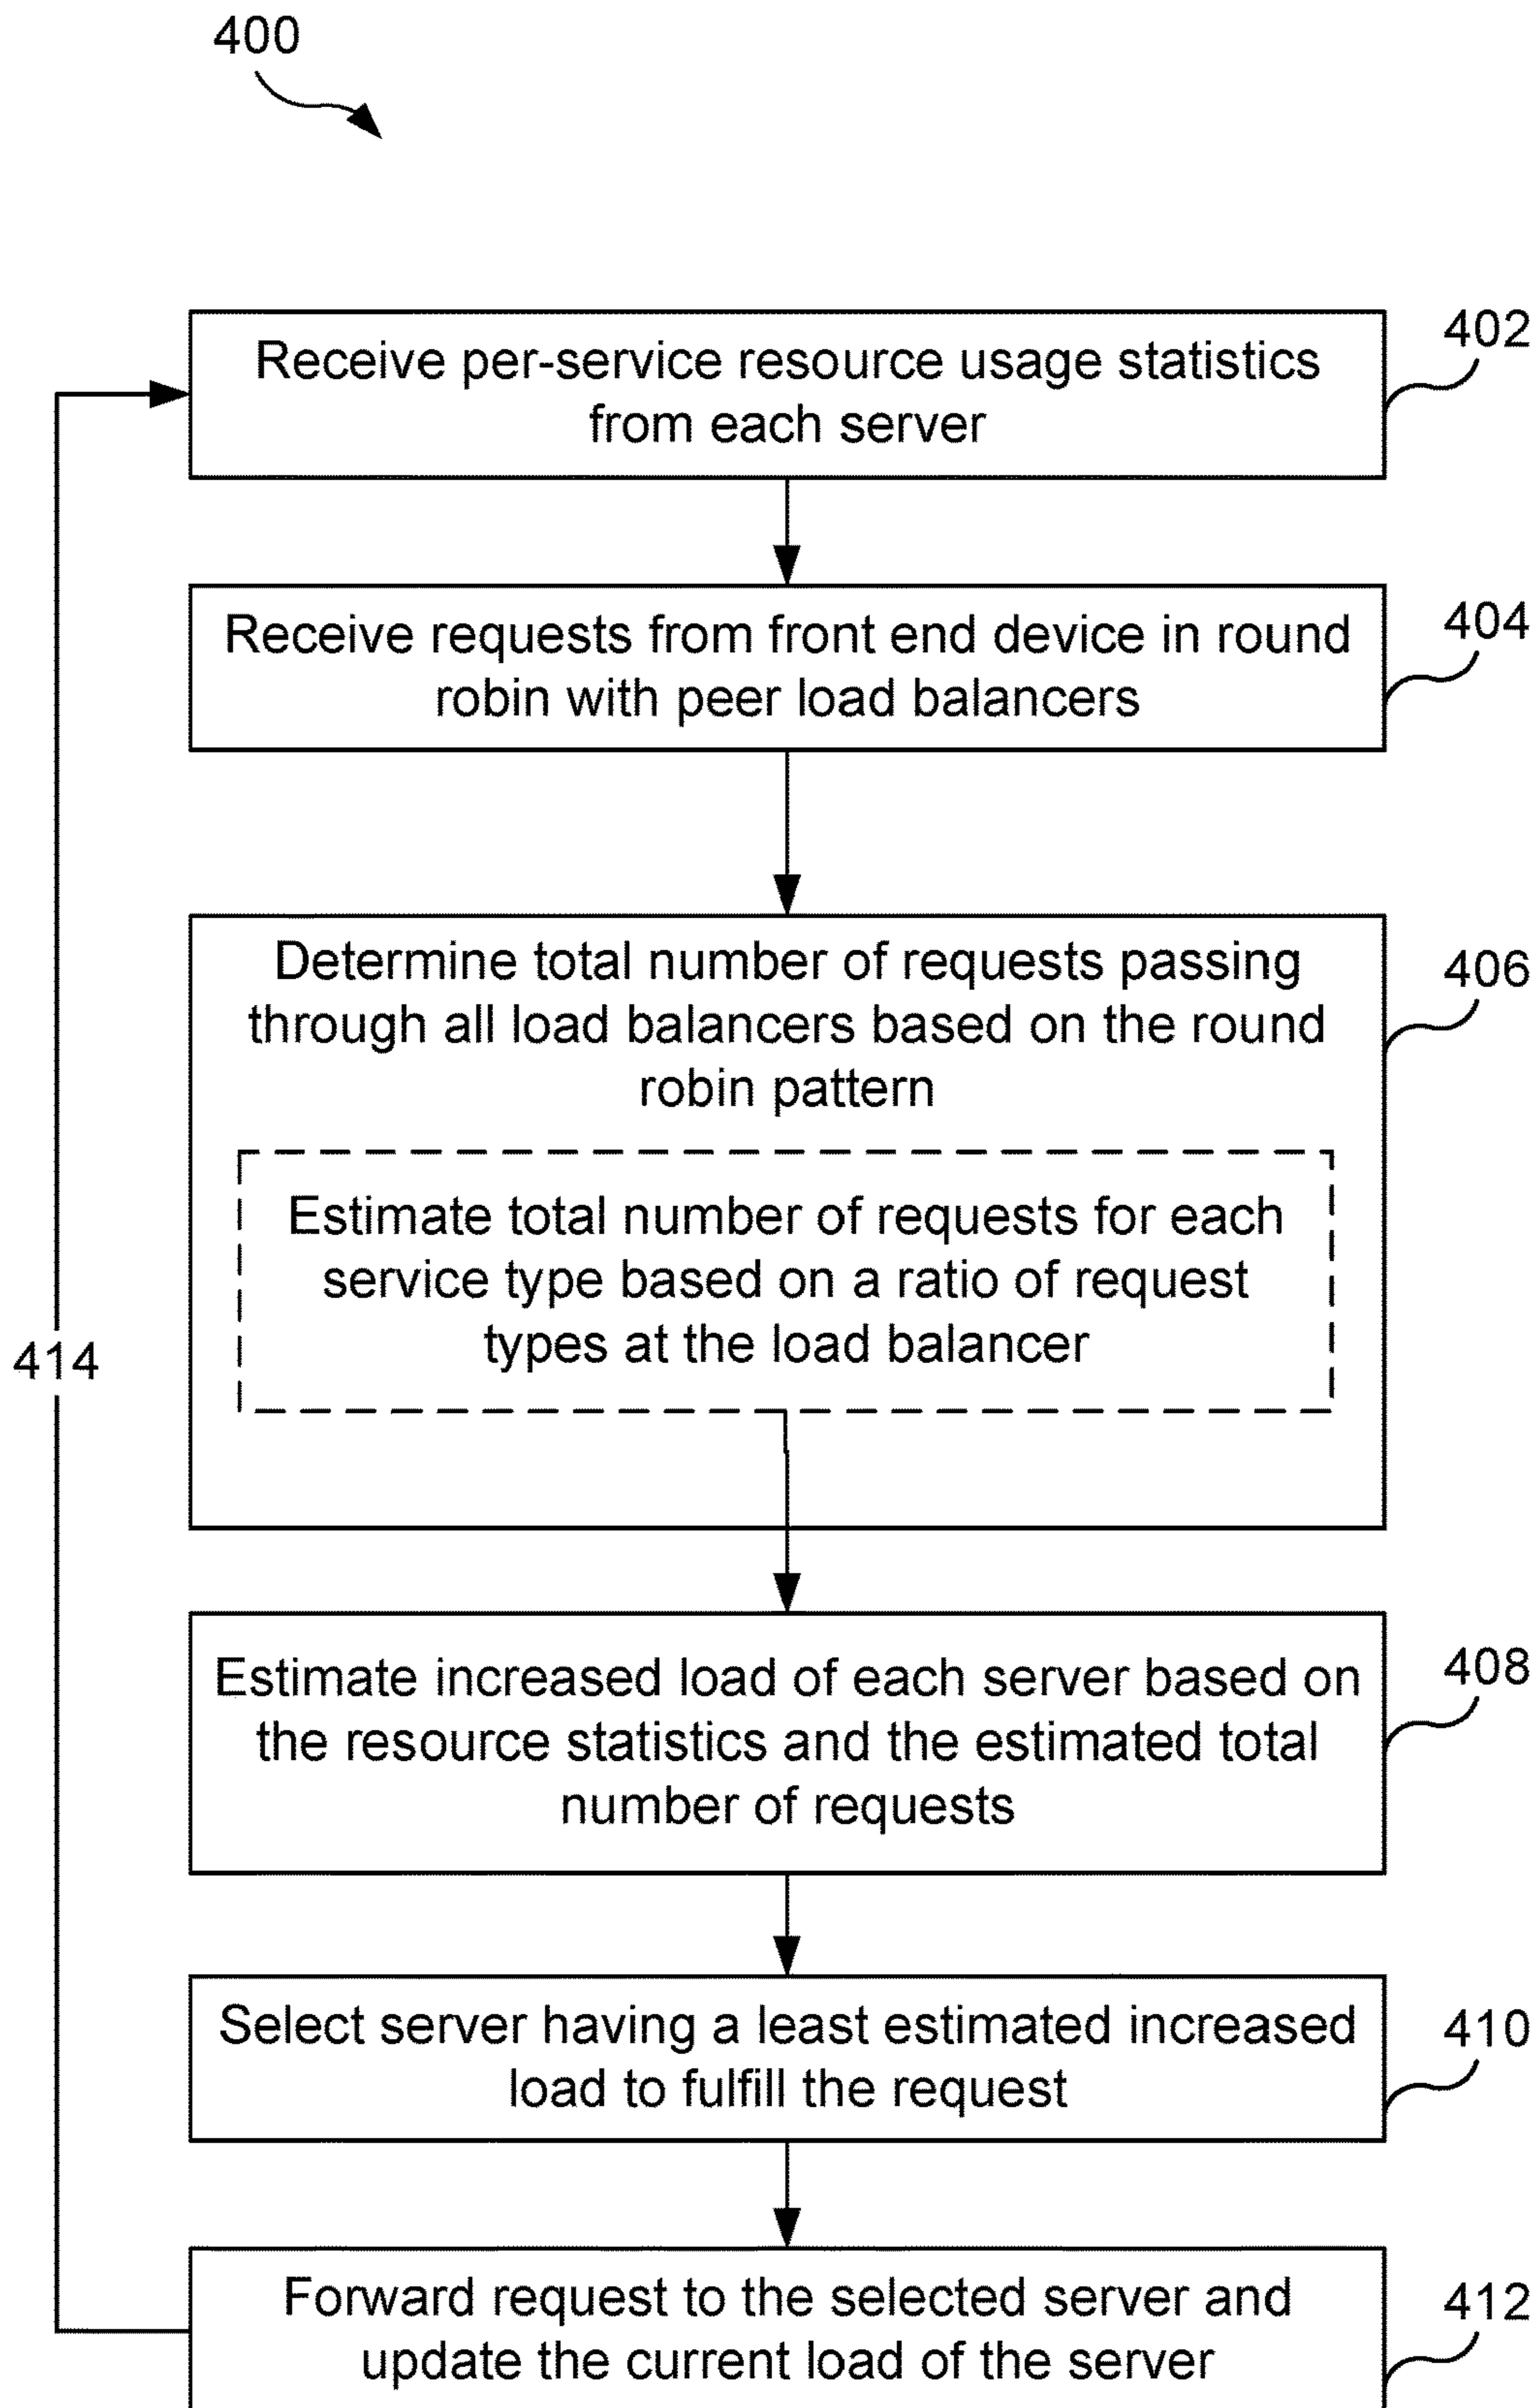 400
Receive per-service resource usage statistics
from each server
402
Receive requests from front end device in round
robin with peer load balancers
404
Determine total number of requests passing
through all load balancers based on the round
robin pattern
406
Estimate total number of requests for each
service type based on a ratio of request
types at the load balancer
414
Estimate increased load of each server based on
the resource statistics and the estimated total
number of requests
408
Select server having a least estimated increased
load to fulfill the request
410
Forward request to the selected server and
update the current load of the server
412